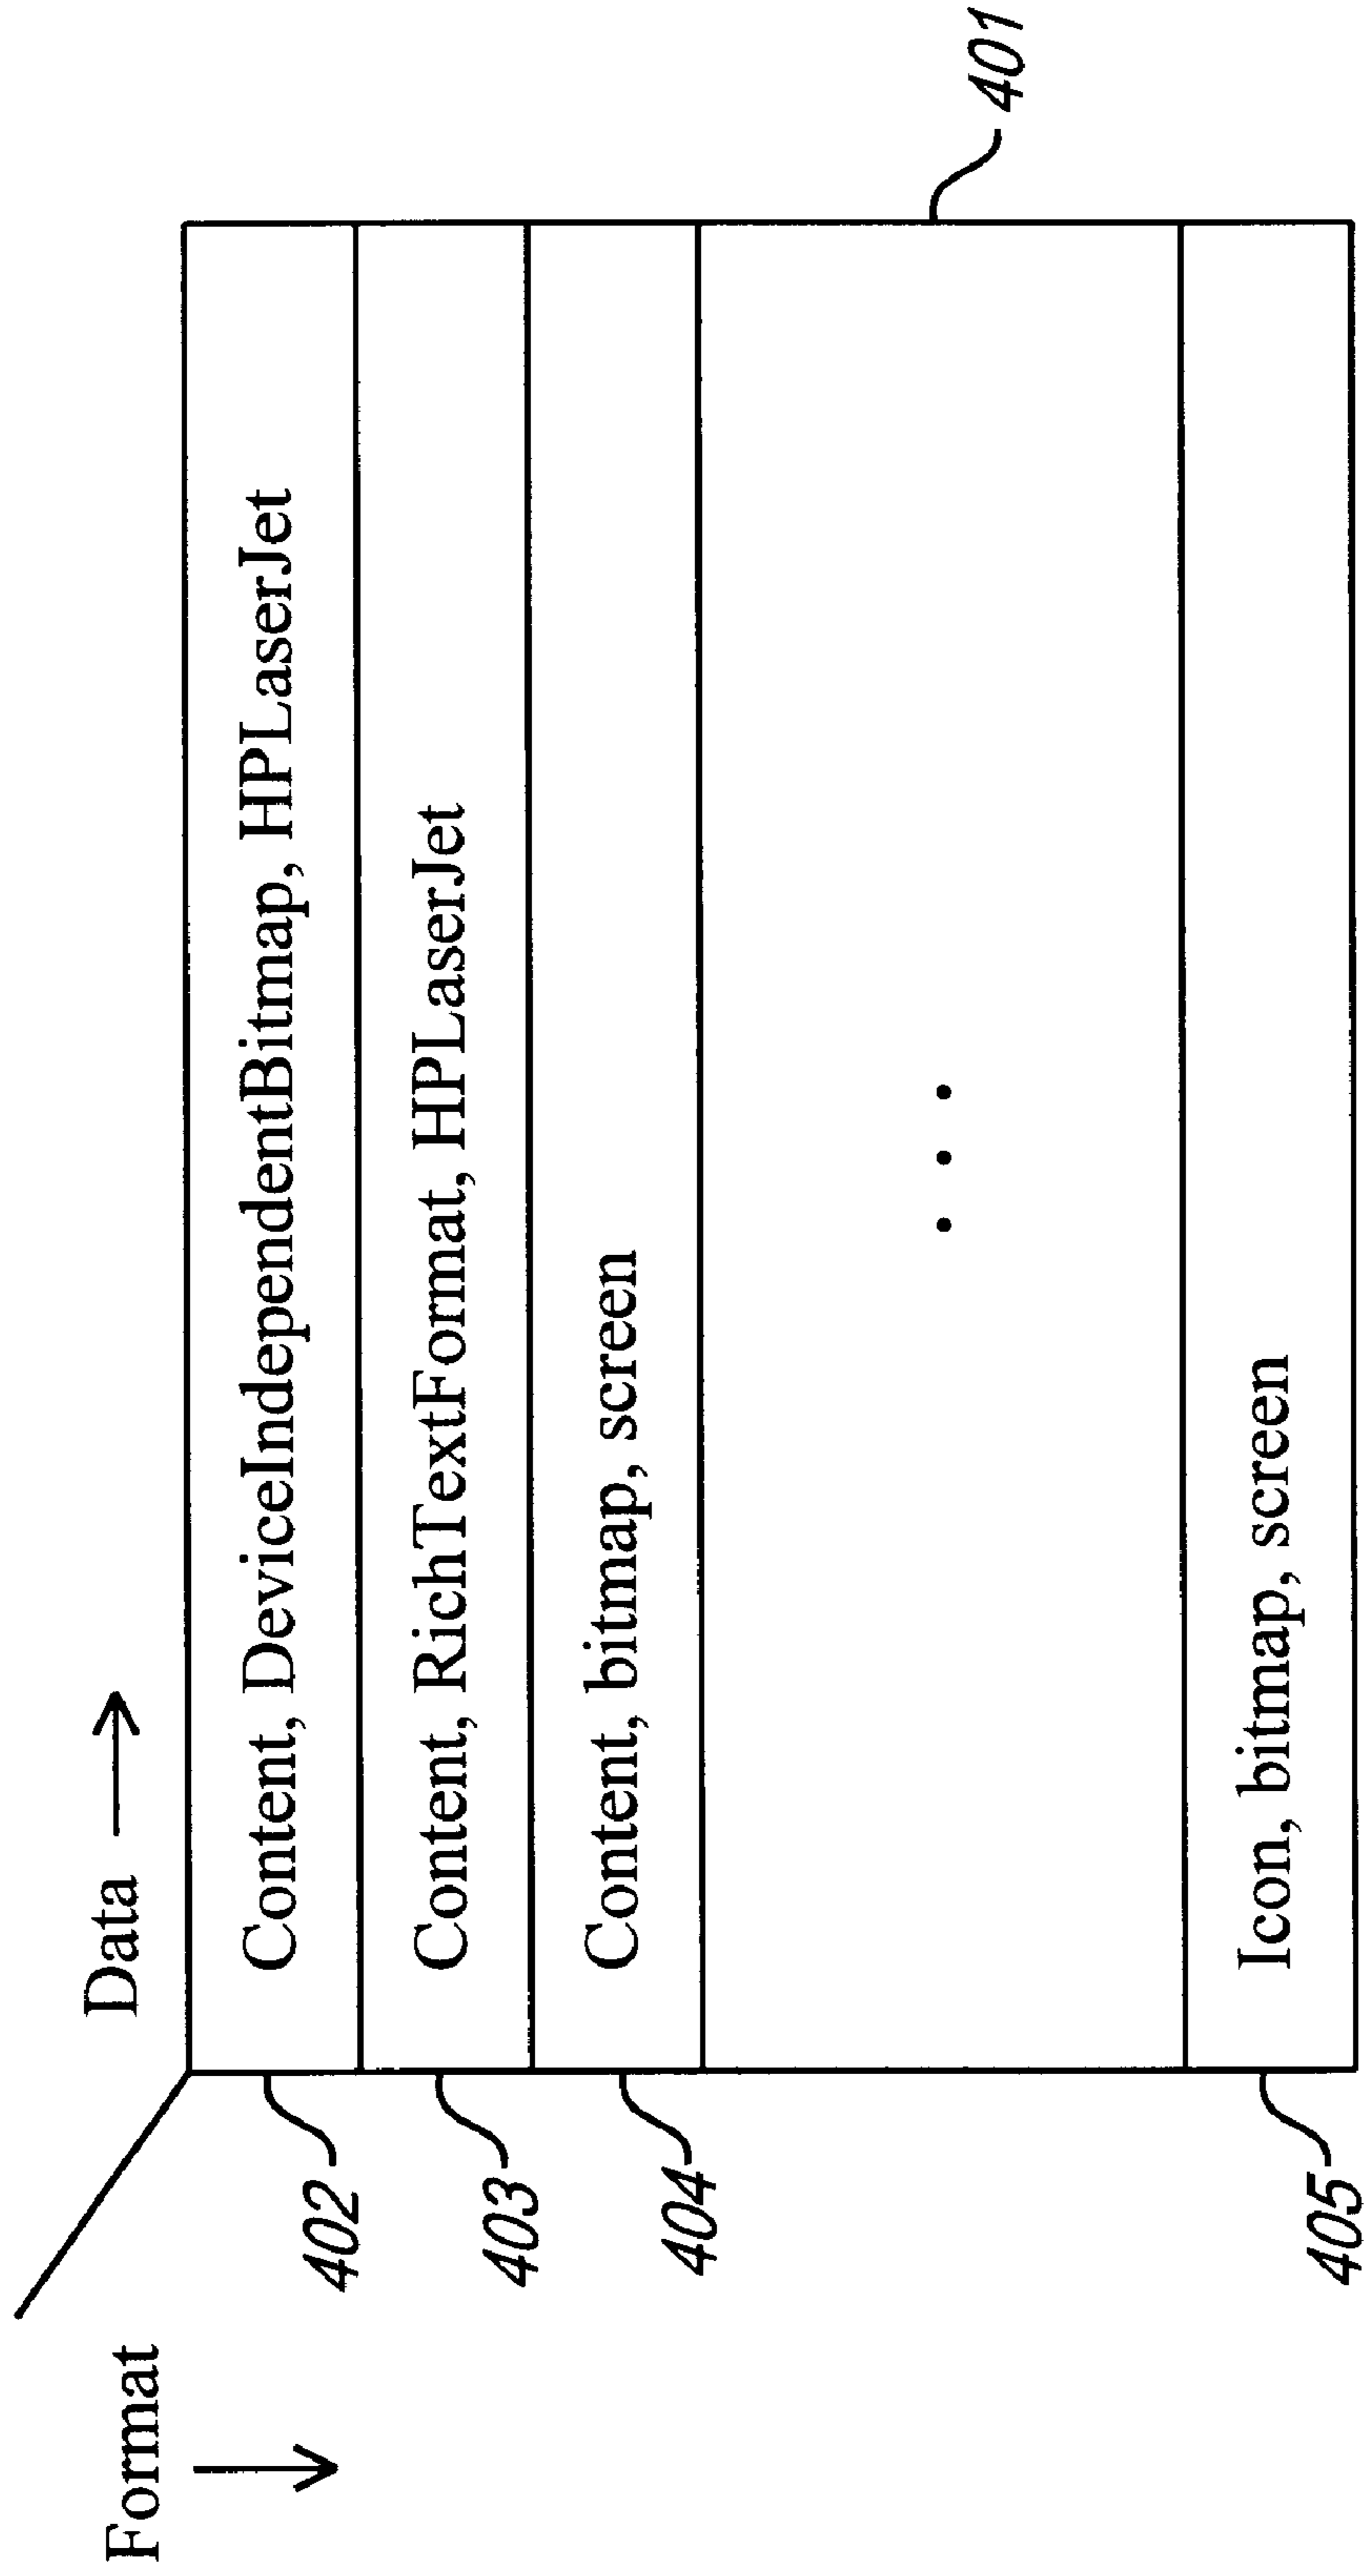 Data
Format
402 Content, DeviceIndependentBitmap, HPLaserJet
403 Content, RichTextFormat, HPLaserJet
404 Content, bitmap, screen
. . .
401
405 Icon, bitmap, screen